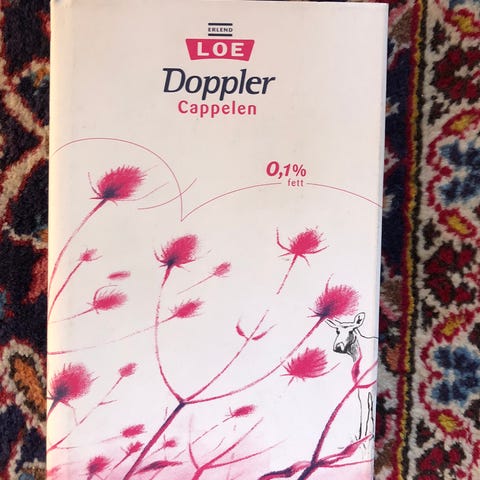 ERLEND
LOE
Doppler
Cappelen
0,1%
fett